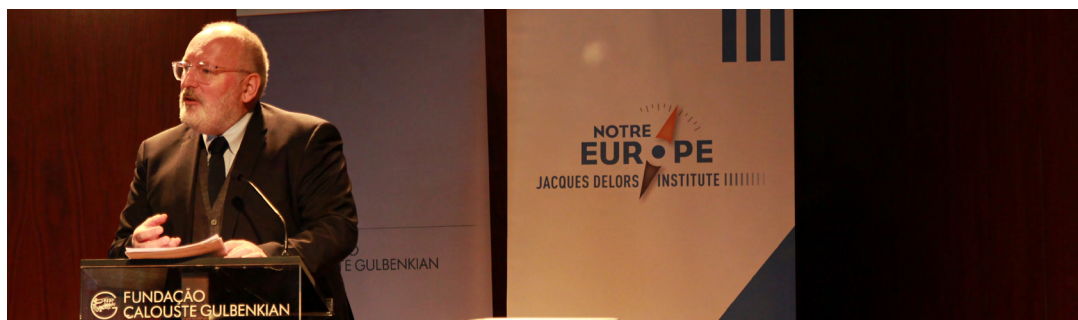 NOTRE
EUROPE
JACQUES DELORS INSTITUTE
E GULBENKIAN
FUNDAÇÃO
CALOUSTE GULBENKIAN